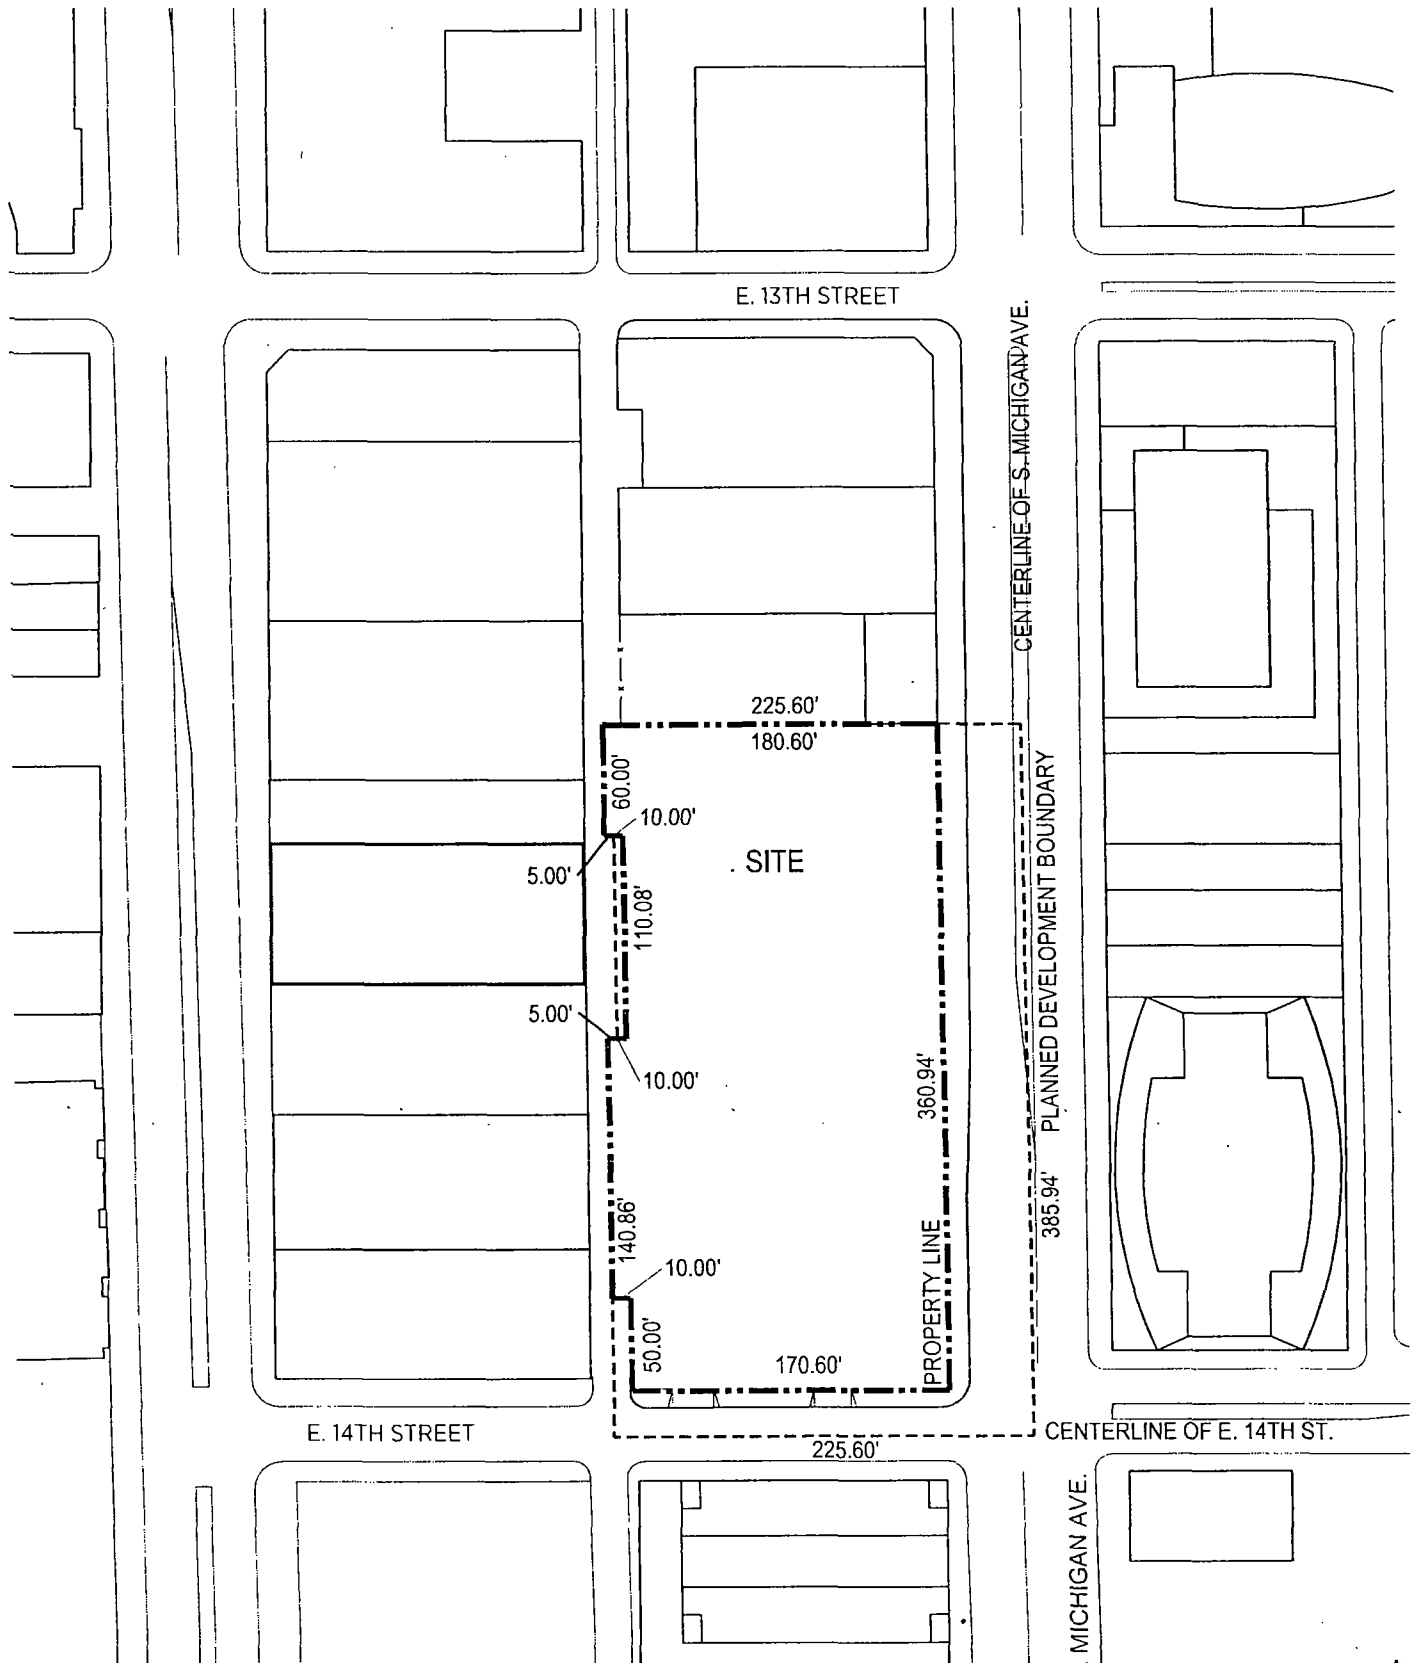 E. 13TH STREET
CENTERLINE OF S. MICHIGAN AVE.
225.60'
180.60'
60.00'
10.00'
SITE
5.00'
110.08'
PLANNED DEVELOPMENT BOUNDARY
5.00'
10.00'
360.94'
385.94'
140.86'
PROPERTY LINE
10.00'
50.00'
170.60'
E. 14TH STREET
CENTERLINE OF E. 14TH ST.
225.60'
. MICHIGAN AVE.